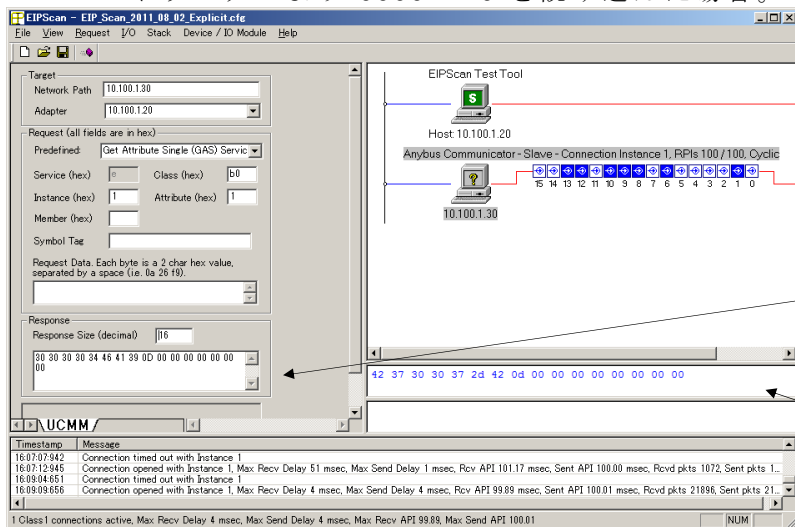 EIPScan - EIP_Scan_2011_08_02_Explicit.cfg
File View Request I/O Stack Device / IO Module Help
Target
Network Path 10.100.1.30
Adapter 10.100.1.20
Request (all fields are in hex)
Predefined: Get Attribute Single (GAS) Servic
Service (hex) e Class (hex) b0
Instance (hex) 1 Attribute (hex) 1
Member (hex)
Symbol Tag
Request Data. Each byte is a 2 char hex value,
separated by a space (i.e. 0a 26 f9).
Response
Response Size (decimal) 16
30 30 30 30 34 46 41 39 0D 00 00 00 00 00 00
00
UCMM
EIPScan Test Tool
S
Host: 10.100.1.20
Anybus Communicator - Slave - Connection Instance 1, RPIs 100 / 100, Cyclic
?
15 14 13 12 11 10 9 8 7 6 5 4 3 2 1 0
10.100.1.30
42 37 30 30 37 2d 42 0d 00 00 00 00 00 00 00 00
Timestamp Message
16:07:07:942 Connection timed out with Instance 1
16:07:12:945 Connection opened with Instance 1, Max Recv Delay 51 msec, Max Send Delay 1 msec, Rcv API 101.17 msec, Sent API 100.00 msec, Rcvd pkts 1072, Sent pkts 1...
16:09:04:651 Connection timed out with Instance 1
16:09:09:656 Connection opened with Instance 1, Max Recv Delay 4 msec, Max Send Delay 4 msec, Rcv API 99.89 msec, Sent API 100.01 msec, Rcvd pkts 21896, Sent pkts 21...
1 Class1 connections active, Max Recv Delay 4 msec, Max Send Delay 4 msec, Max Recv API 99.89, Max Send API 100.01
NUM